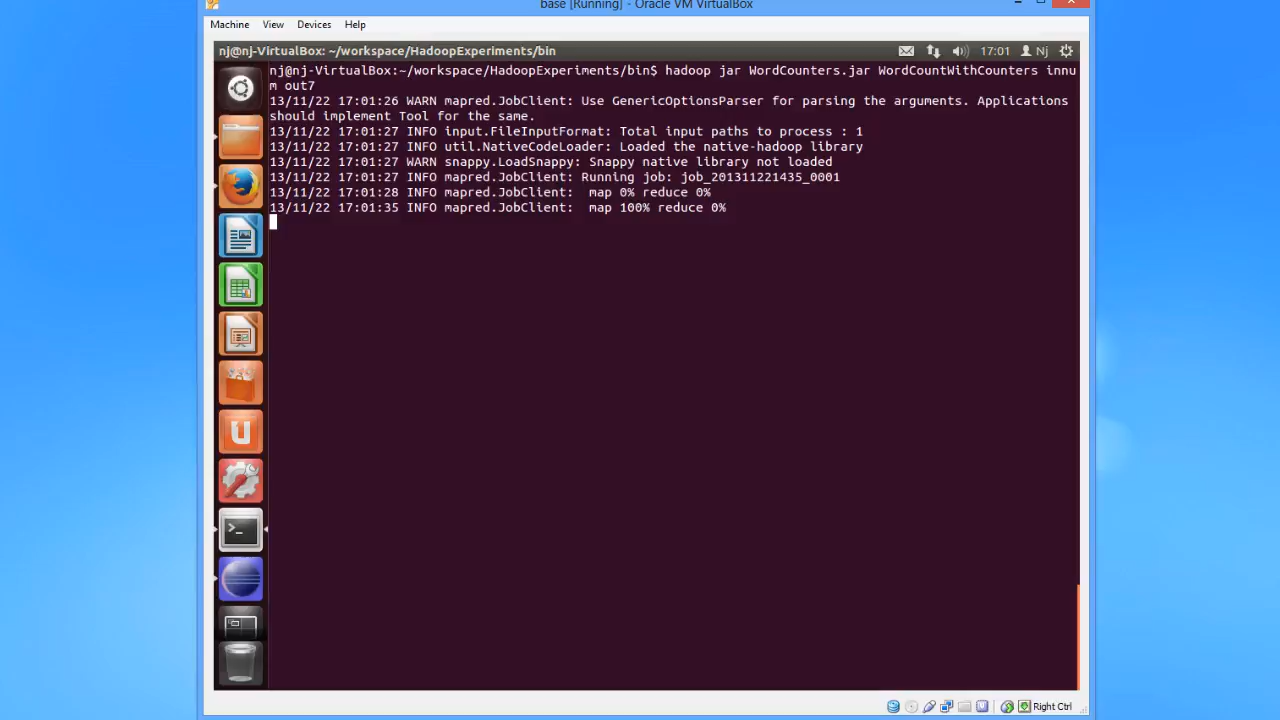 base [Running] - Oracle VM VirtualBox
Machine View Devices Help
nj@nj-VirtualBox: ~/workspace/HadoopExperiments/bin 17:01 Nj
nj@nj-VirtualBox:~/workspace/HadoopExperiments/bin$ hadoop jar WordCounters.jar WordCountWithCounters innu
m out7
13/11/22 17:01:26 WARN mapred.JobClient: Use GenericOptionsParser for parsing the arguments. Applications
should implement Tool for the same.
13/11/22 17:01:27 INFO input.FileInputFormat: Total input paths to process : 1
13/11/22 17:01:27 INFO util.NativeCodeLoader: Loaded the native-hadoop library
13/11/22 17:01:27 WARN snappy.LoadSnappy: Snappy native library not loaded
13/11/22 17:01:27 INFO mapred.JobClient: Running job: job_201311221435_0001
13/11/22 17:01:28 INFO mapred.JobClient:  map 0% reduce 0%
13/11/22 17:01:35 INFO mapred.JobClient:  map 100% reduce 0%
Right Ctrl